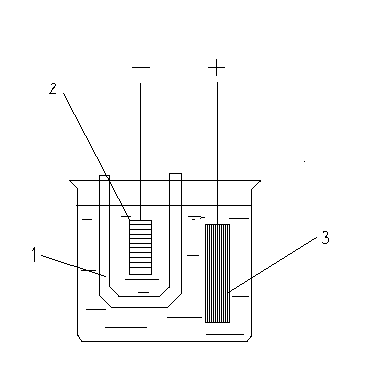 — +
2
1
3